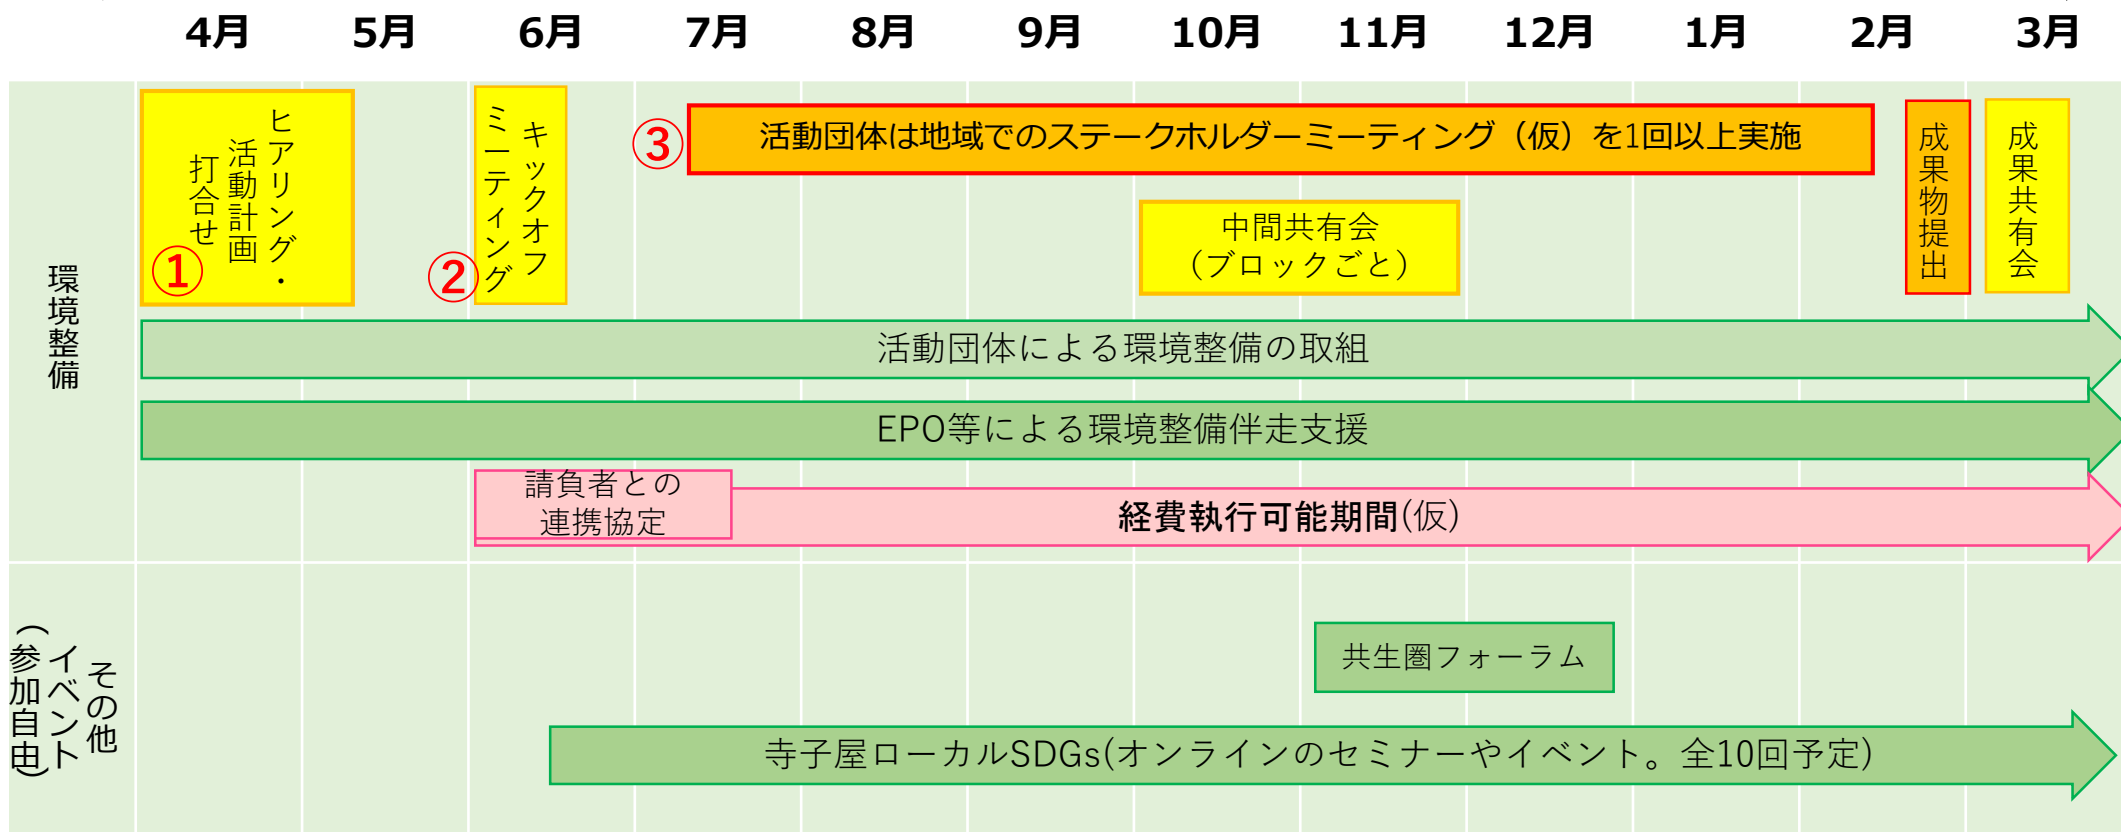 4月 5月 6月 7月 8月 9月 10月 11月 12月 1月 2月 3月
環境整備
ヒアリング・
活動計画
打合せ
①
キックオフ
ミーティング
②
③
活動団体は地域でのステークホルダーミーティング（仮）を1回以上実施
中間共有会
（ブロックごと）
成果物提出
成果共有会
活動団体による環境整備の取組
EPO等による環境整備伴走支援
請負者との
連携協定
経費執行可能期間(仮)
その他
イベント
（参加自由）
共生圏フォーラム
寺子屋ローカルSDGs(オンラインのセミナーやイベント。全10回予定)